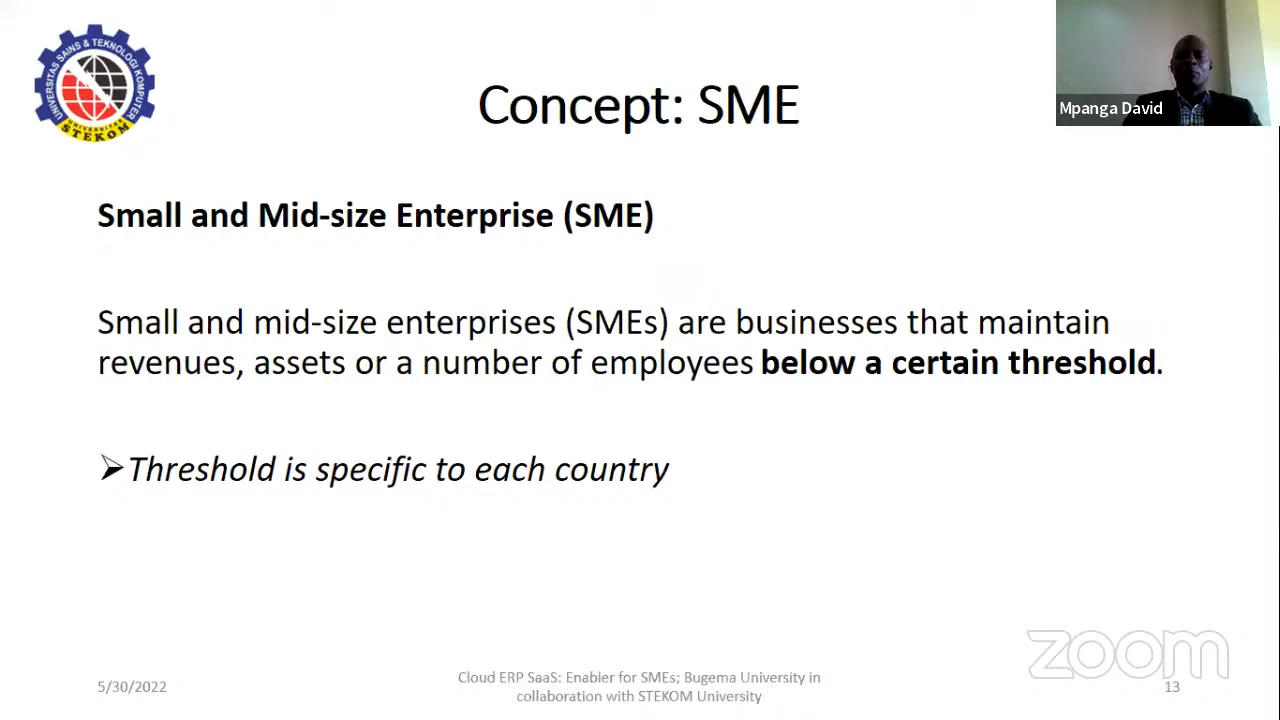 UNIVERSITAS SAINS & TEKNOLOGI KOMPUTER
UNIVERSITAS
STEKOM
Concept: SME
Mpanga David
Small and Mid-size Enterprise (SME)
Small and mid-size enterprises (SMEs) are businesses that maintain
revenues, assets or a number of employees below a certain threshold.
➢Threshold is specific to each country
zoom
5/30/2022
Cloud ERP SaaS: Enabler for SMEs; Bugema University in
collaboration with STEKOM University
13